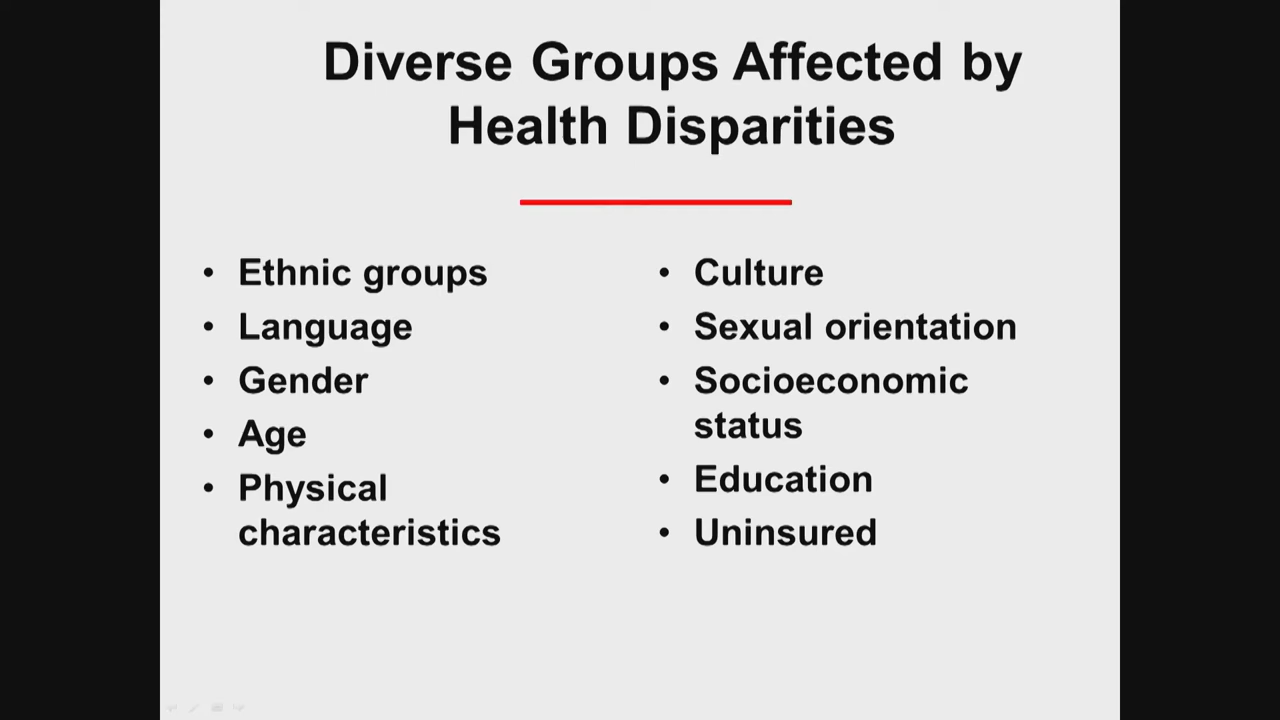 Diverse Groups Affected by
Health Disparities
• Ethnic groups
• Language
• Gender
• Age
• Physical
characteristics
• Culture
• Sexual orientation
• Socioeconomic
status
• Education
• Uninsured